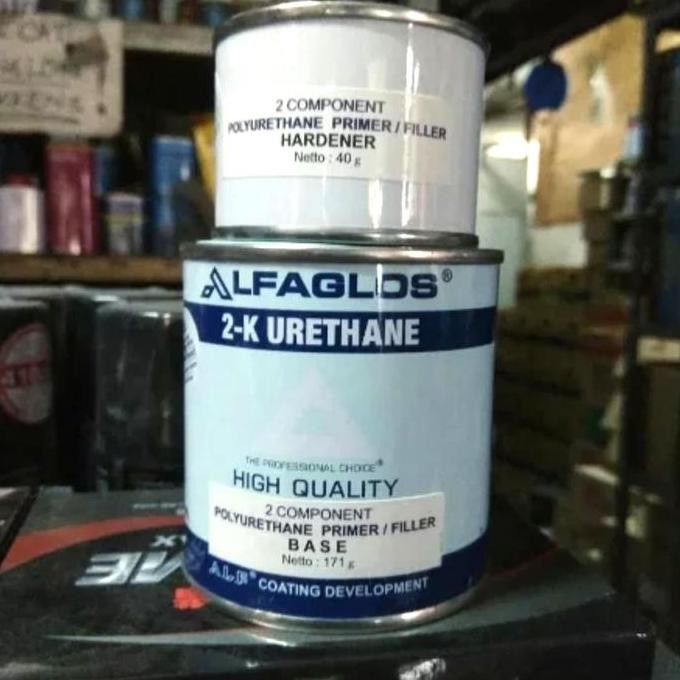 2 COMPONENT
POLYURETHANE PRIMER / FILLER
HARDENER
Netto : 40 g
ALFAGLOS®
2-K URETHANE
THE PROFESSIONAL CHOICE®
HIGH QUALITY
2 COMPONENT
POLYURETHANE PRIMER / FILLER
BASE
Netto : 171 g
A.L.F® COATING DEVELOPMENT